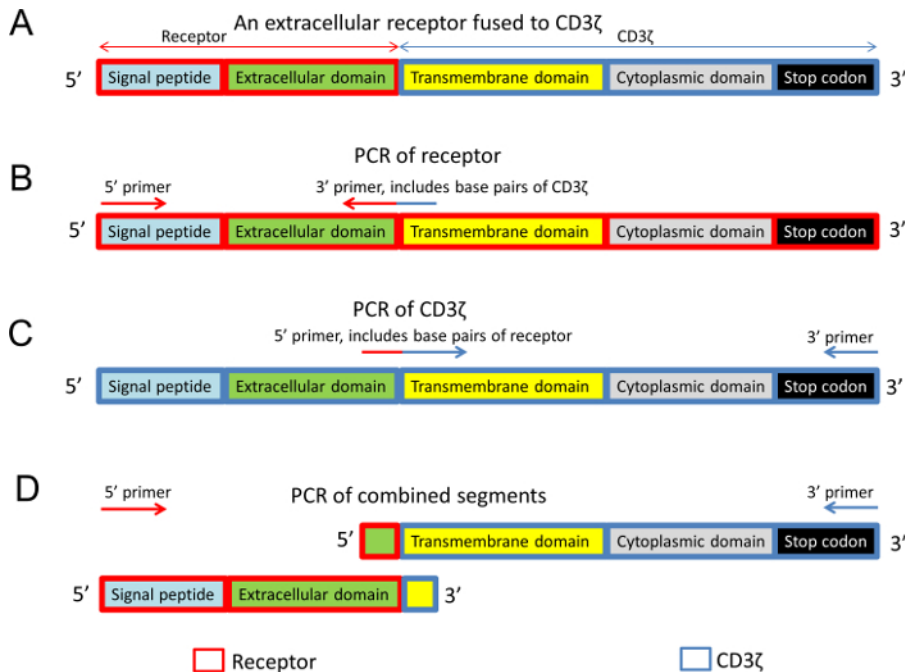 A
An extracellular receptor fused to CD3ζ
Receptor CD3ζ
5’ Signal peptide Extracellular domain Transmembrane domain Cytoplasmic domain Stop codon 3’
PCR of receptor
B
5’ primer 3’ primer, includes base pairs of CD3ζ
5’ Signal peptide Extracellular domain Transmembrane domain Cytoplasmic domain Stop codon 3’
PCR of CD3ζ
C
5’ primer, includes base pairs of receptor 3’ primer
5’ Signal peptide Extracellular domain Transmembrane domain Cytoplasmic domain Stop codon 3’
D
5’ primer PCR of combined segments 3’ primer
5’ Transmembrane domain Cytoplasmic domain Stop codon 3’
5’ Signal peptide Extracellular domain 3’
Receptor CD3ζ